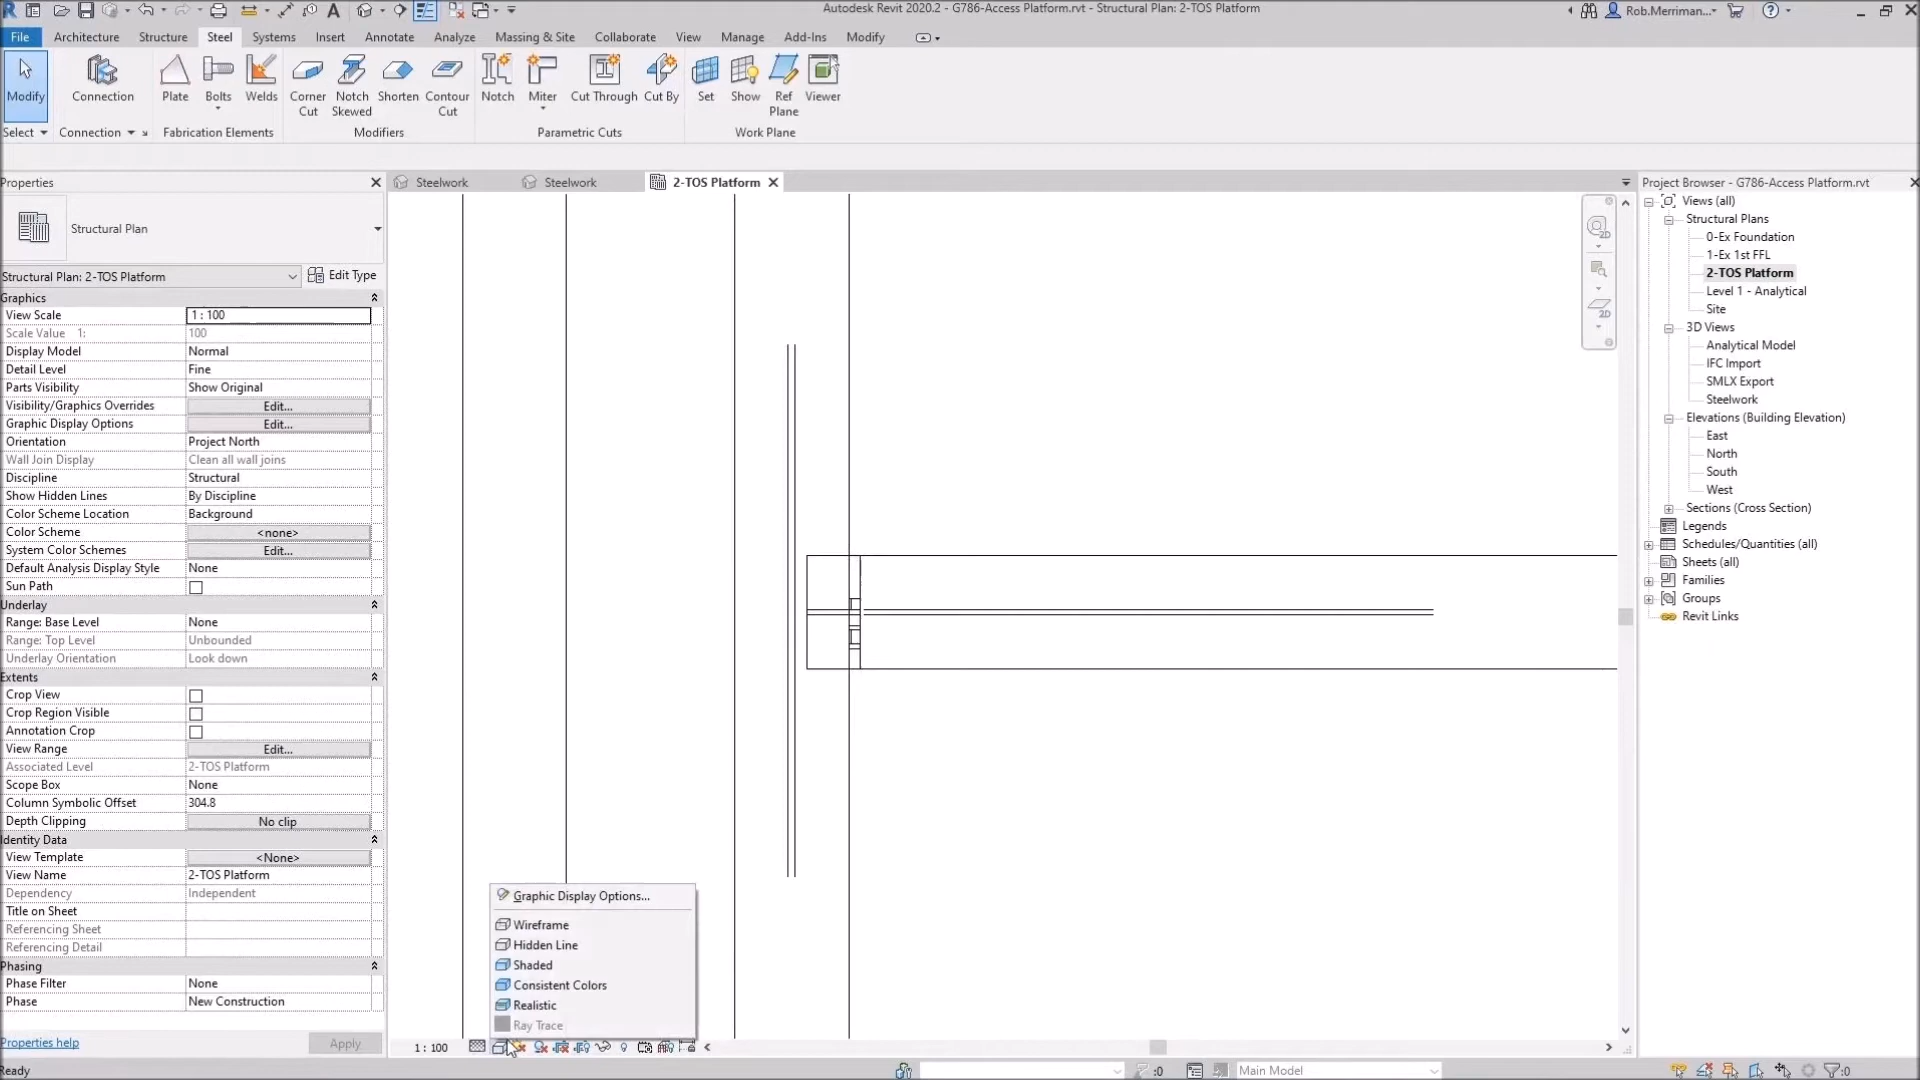 Autodesk Revit 2020.2 - G786-Access Platform.rvt - Structural Plan: 2-TOS Platform
Rob.Merriman...
File Architecture Structure Steel Systems Insert Annotate Analyze Massing & Site Collaborate View Manage Add-Ins Modify
Modify Connection Plate Bolts Welds Corner Cut Notch Skewed Shorten Contour Cut Notch Miter Cut Through Cut By Set Show Ref Plane Viewer
Select Connection Fabrication Elements Modifiers Parametric Cuts Work Plane
Properties
Steelwork Steelwork 2-TOS Platform
Project Browser - G786-Access Platform.rvt
Structural Plan
Structural Plan: 2-TOS Platform Edit Type
Graphics
View Scale 1 : 100
Scale Value 1: 100
Display Model Normal
Detail Level Fine
Parts Visibility Show Original
Visibility/Graphics Overrides Edit...
Graphic Display Options Edit...
Orientation Project North
Wall Join Display Clean all wall joins
Discipline Structural
Show Hidden Lines By Discipline
Color Scheme Location Background
Color Scheme <none>
System Color Schemes Edit...
Default Analysis Display Style None
Sun Path
Underlay
Range: Base Level None
Range: Top Level Unbounded
Underlay Orientation Look down
Extents
Crop View
Crop Region Visible
Annotation Crop
View Range Edit...
Associated Level 2-TOS Platform
Scope Box None
Column Symbolic Offset 304.8
Depth Clipping No clip
Identity Data
View Template <None>
View Name 2-TOS Platform
Dependency Independent
Title on Sheet
Referencing Sheet
Referencing Detail
Phasing
Phase Filter None
Phase New Construction
Properties help Apply
2D
2D
Views (all)
Structural Plans
0-Ex Foundation
1-Ex 1st FFL
2-TOS Platform
Level 1 - Analytical
Site
3D Views
Analytical Model
IFC Import
SMLX Export
Steelwork
Elevations (Building Elevation)
East
North
South
West
Sections (Cross Section)
Legends
Schedules/Quantities (all)
Sheets (all)
Families
Groups
Revit Links
Graphic Display Options...
Wireframe
Hidden Line
Shaded
Consistent Colors
Realistic
Ray Trace
1 : 100
Ready
:0
Main Model
:0